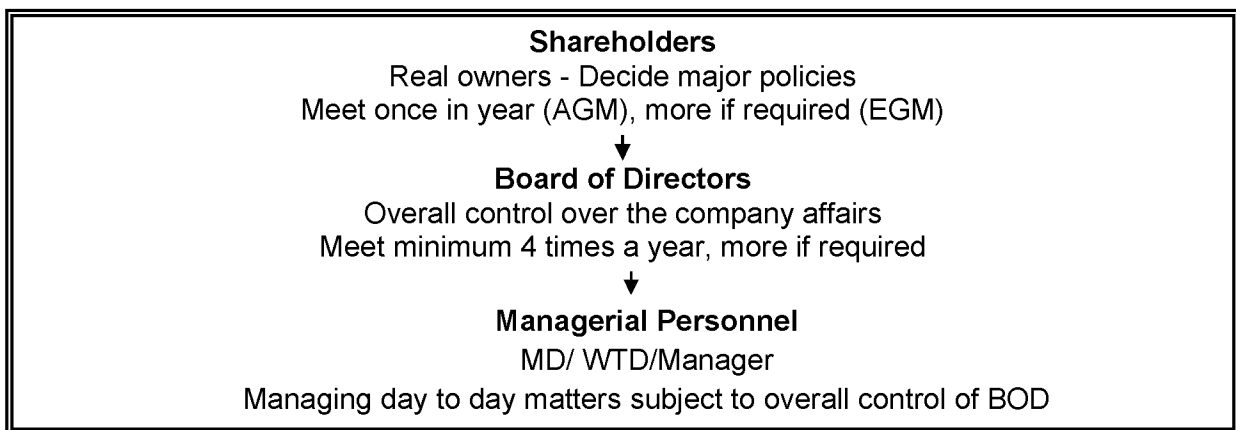 Shareholders
Real owners - Decide major policies
Meet once in year (AGM), more if required (EGM)
Board of Directors
Overall control over the company affairs
Meet minimum 4 times a year, more if required
Managerial Personnel
MD/ WTD/Manager
Managing day to day matters subject to overall control of BOD